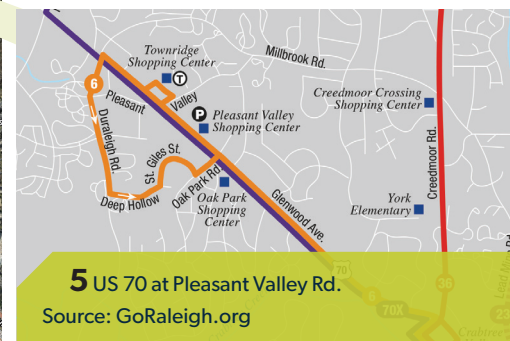 Townridge
Shopping Center
T
Millbrook Rd.
6
Pleasant
Valley
Creedmoor Crossing
Shopping Center
P
Pleasant Valley
Shopping Center
Duraleigh Rd.
St. Giles St.
Creedmoor Rd.
Deep Hollow
Oak Park Rd.
Oak Park
Shopping
Center
Glenwood Ave.
York
Elementary
70
6
70X
36
23
5 US 70 at Pleasant Valley Rd.
Source: GoRaleigh.org